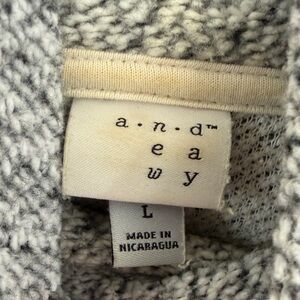 a.n.d™
e a
w y
L
MADE IN
NICARAGUA